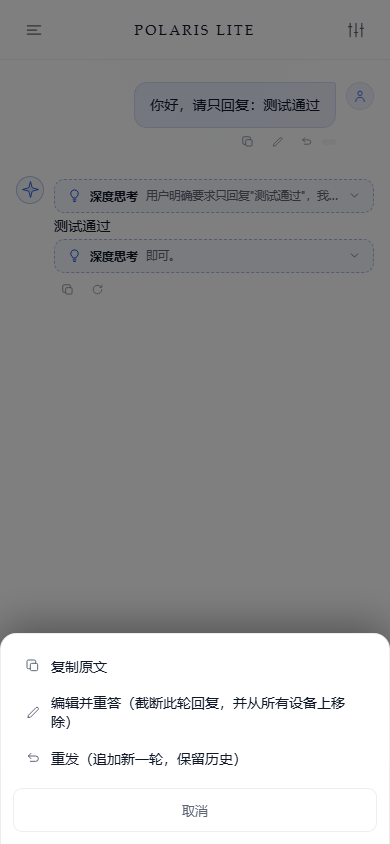 POLARIS LITE
你好，请只回复：测试通过
深度思考 用户明确要求只回复"测试通过"，我...
测试通过
深度思考 即可。
复制原文
编辑并重答（截断此轮回复，并从所有设备上移
除）
重发（追加新一轮，保留历史）
取消